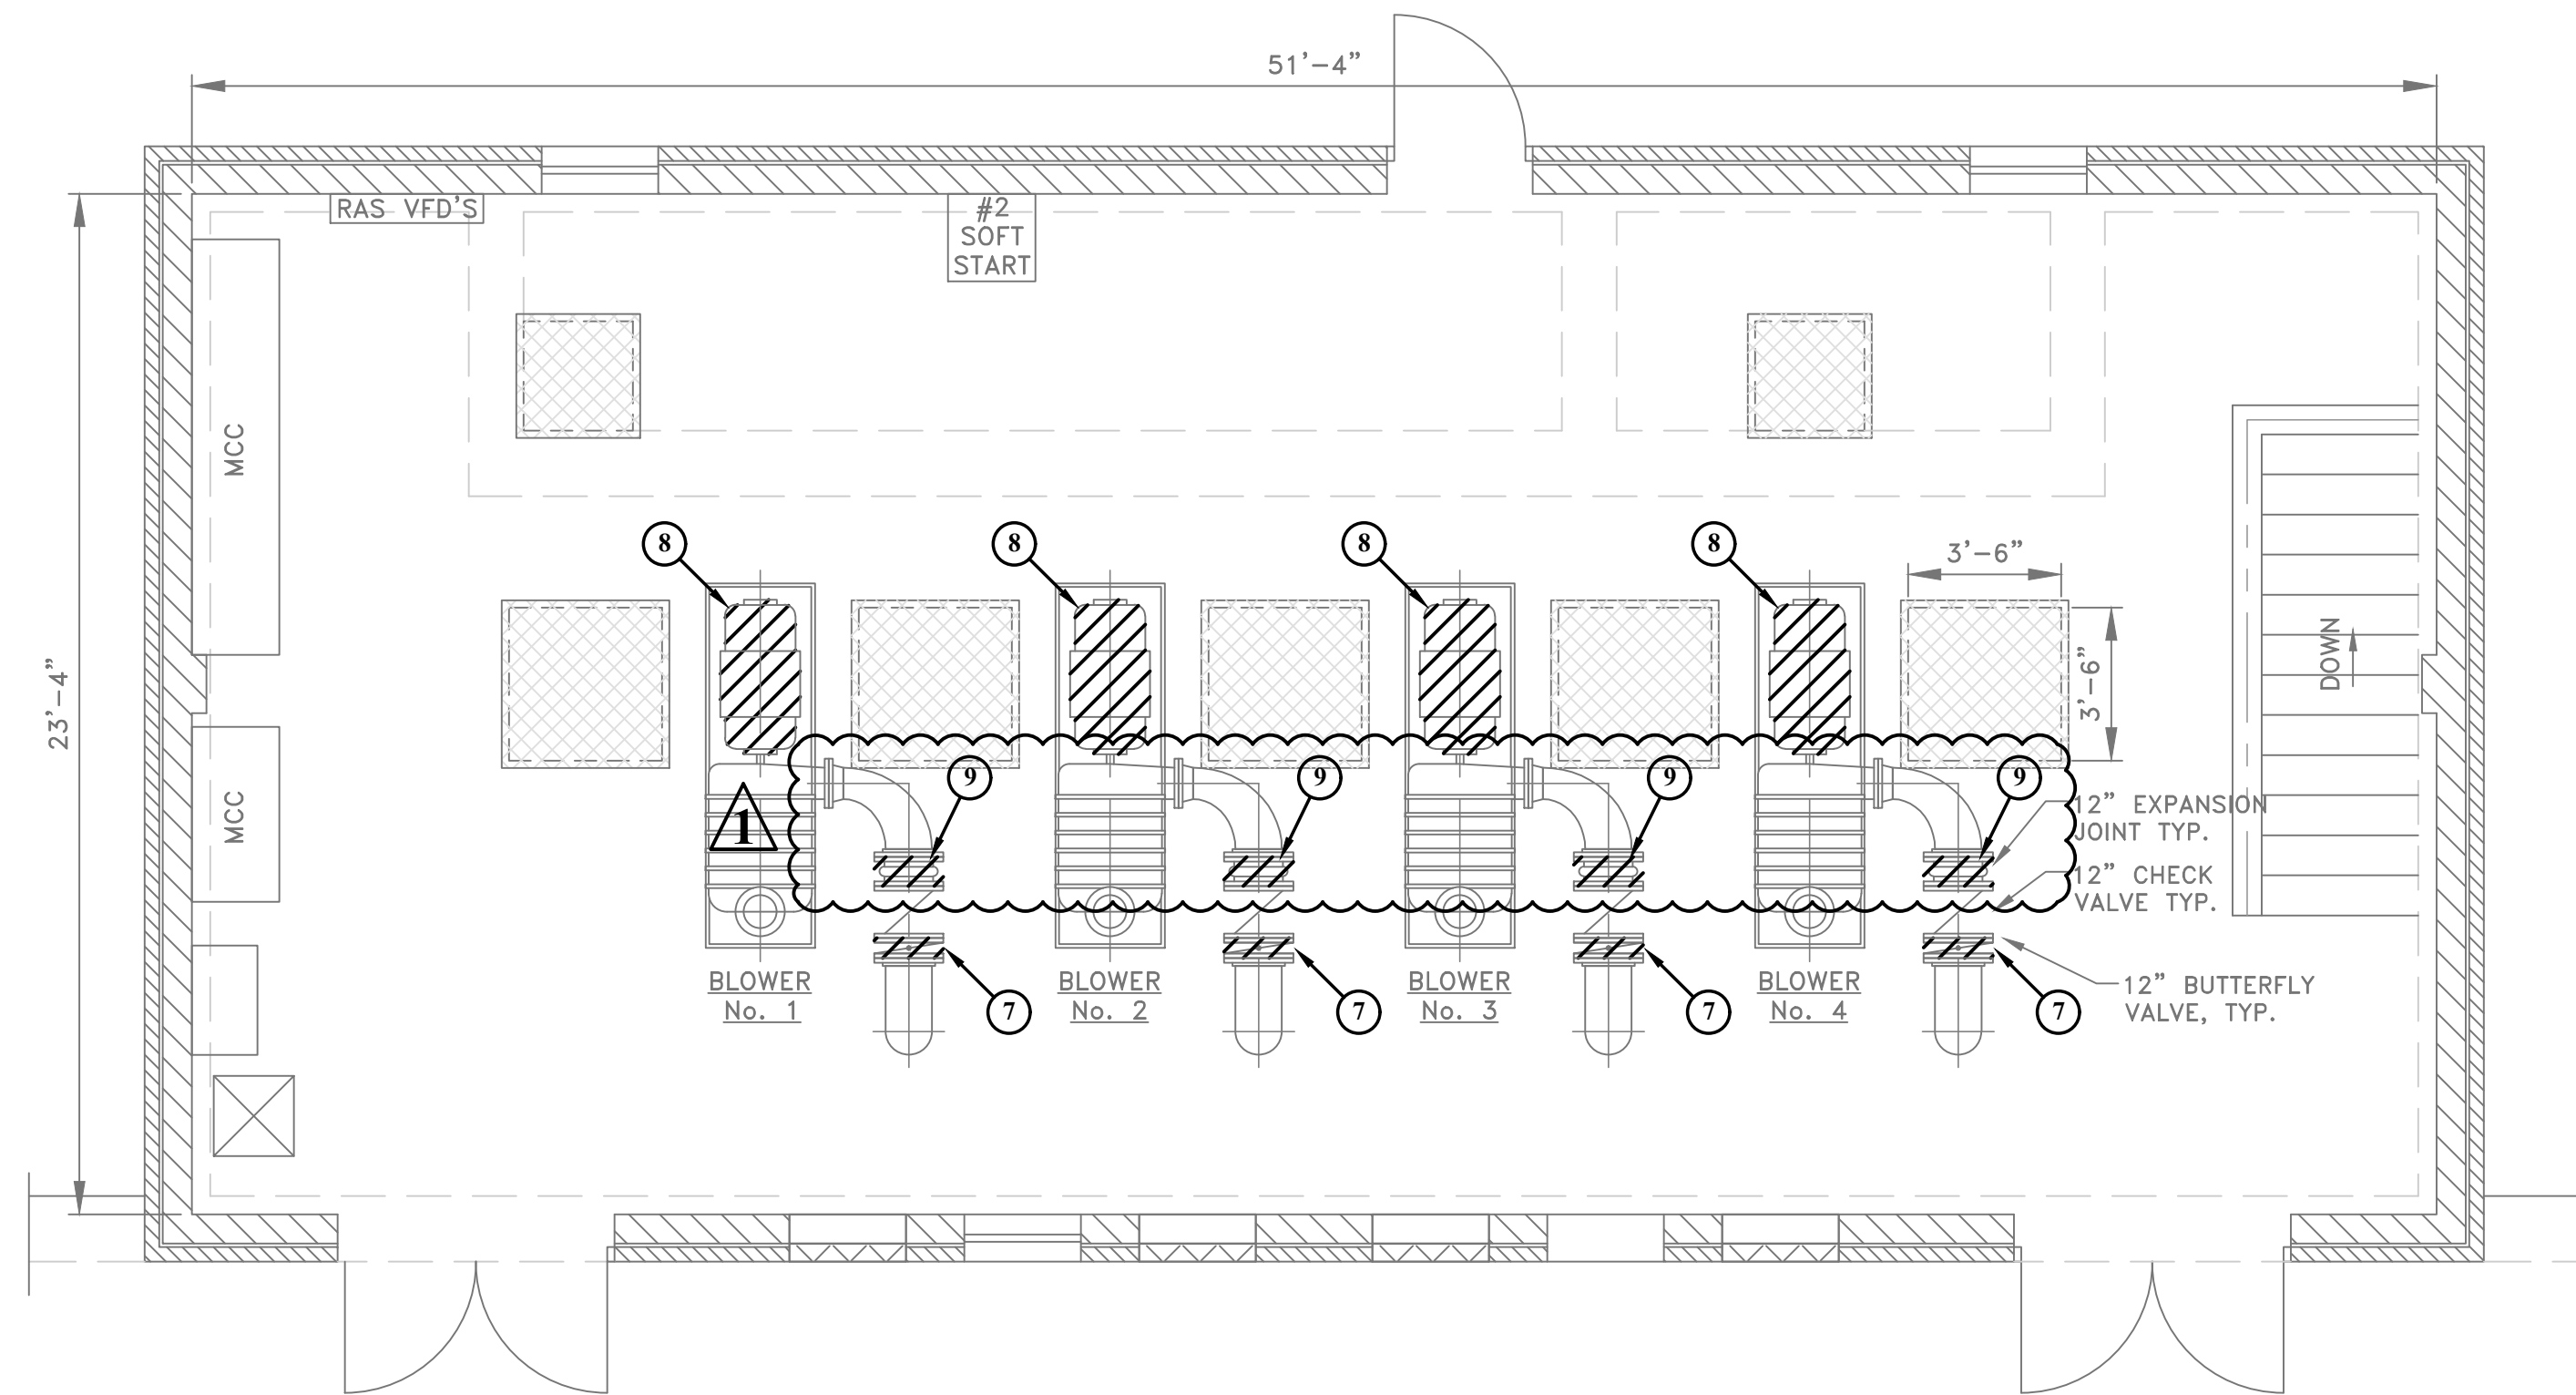 51'-4"
RAS VFD'S
#2
SOFT
START
MCC
8
8
8
8
3'-6"
3'-6"
DOWN
23'-4"
MCC
1
9
9
9
9
12" EXPANSION
JOINT TYP.
12" CHECK
VALVE TYP.
BLOWER
No. 1
7
BLOWER
No. 2
7
BLOWER
No. 3
7
BLOWER
No. 4
7
12" BUTTERFLY
VALVE, TYP.